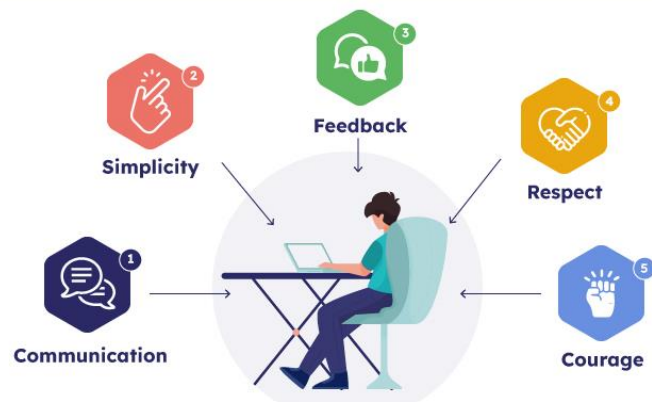 1
Communication
2
Simplicity
3
Feedback
4
Respect
5
Courage